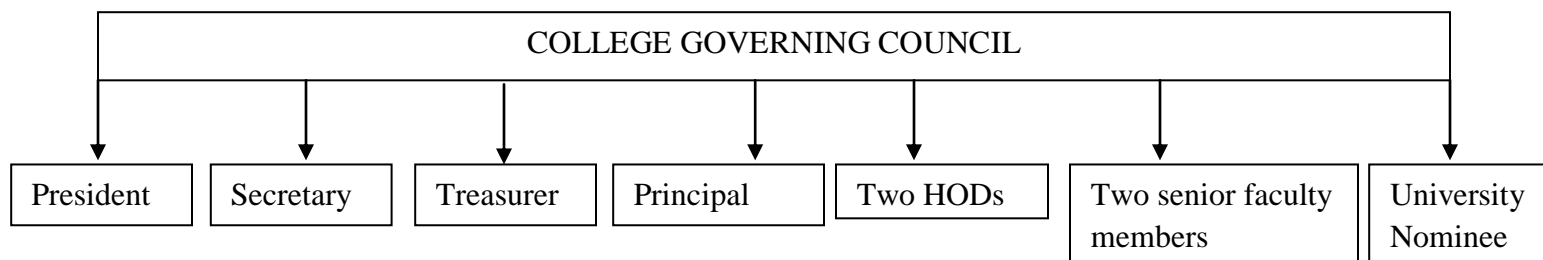 COLLEGE GOVERNING COUNCIL
President
Secretary
Treasurer
Principal
Two HODs
Two senior faculty
members
University
Nominee